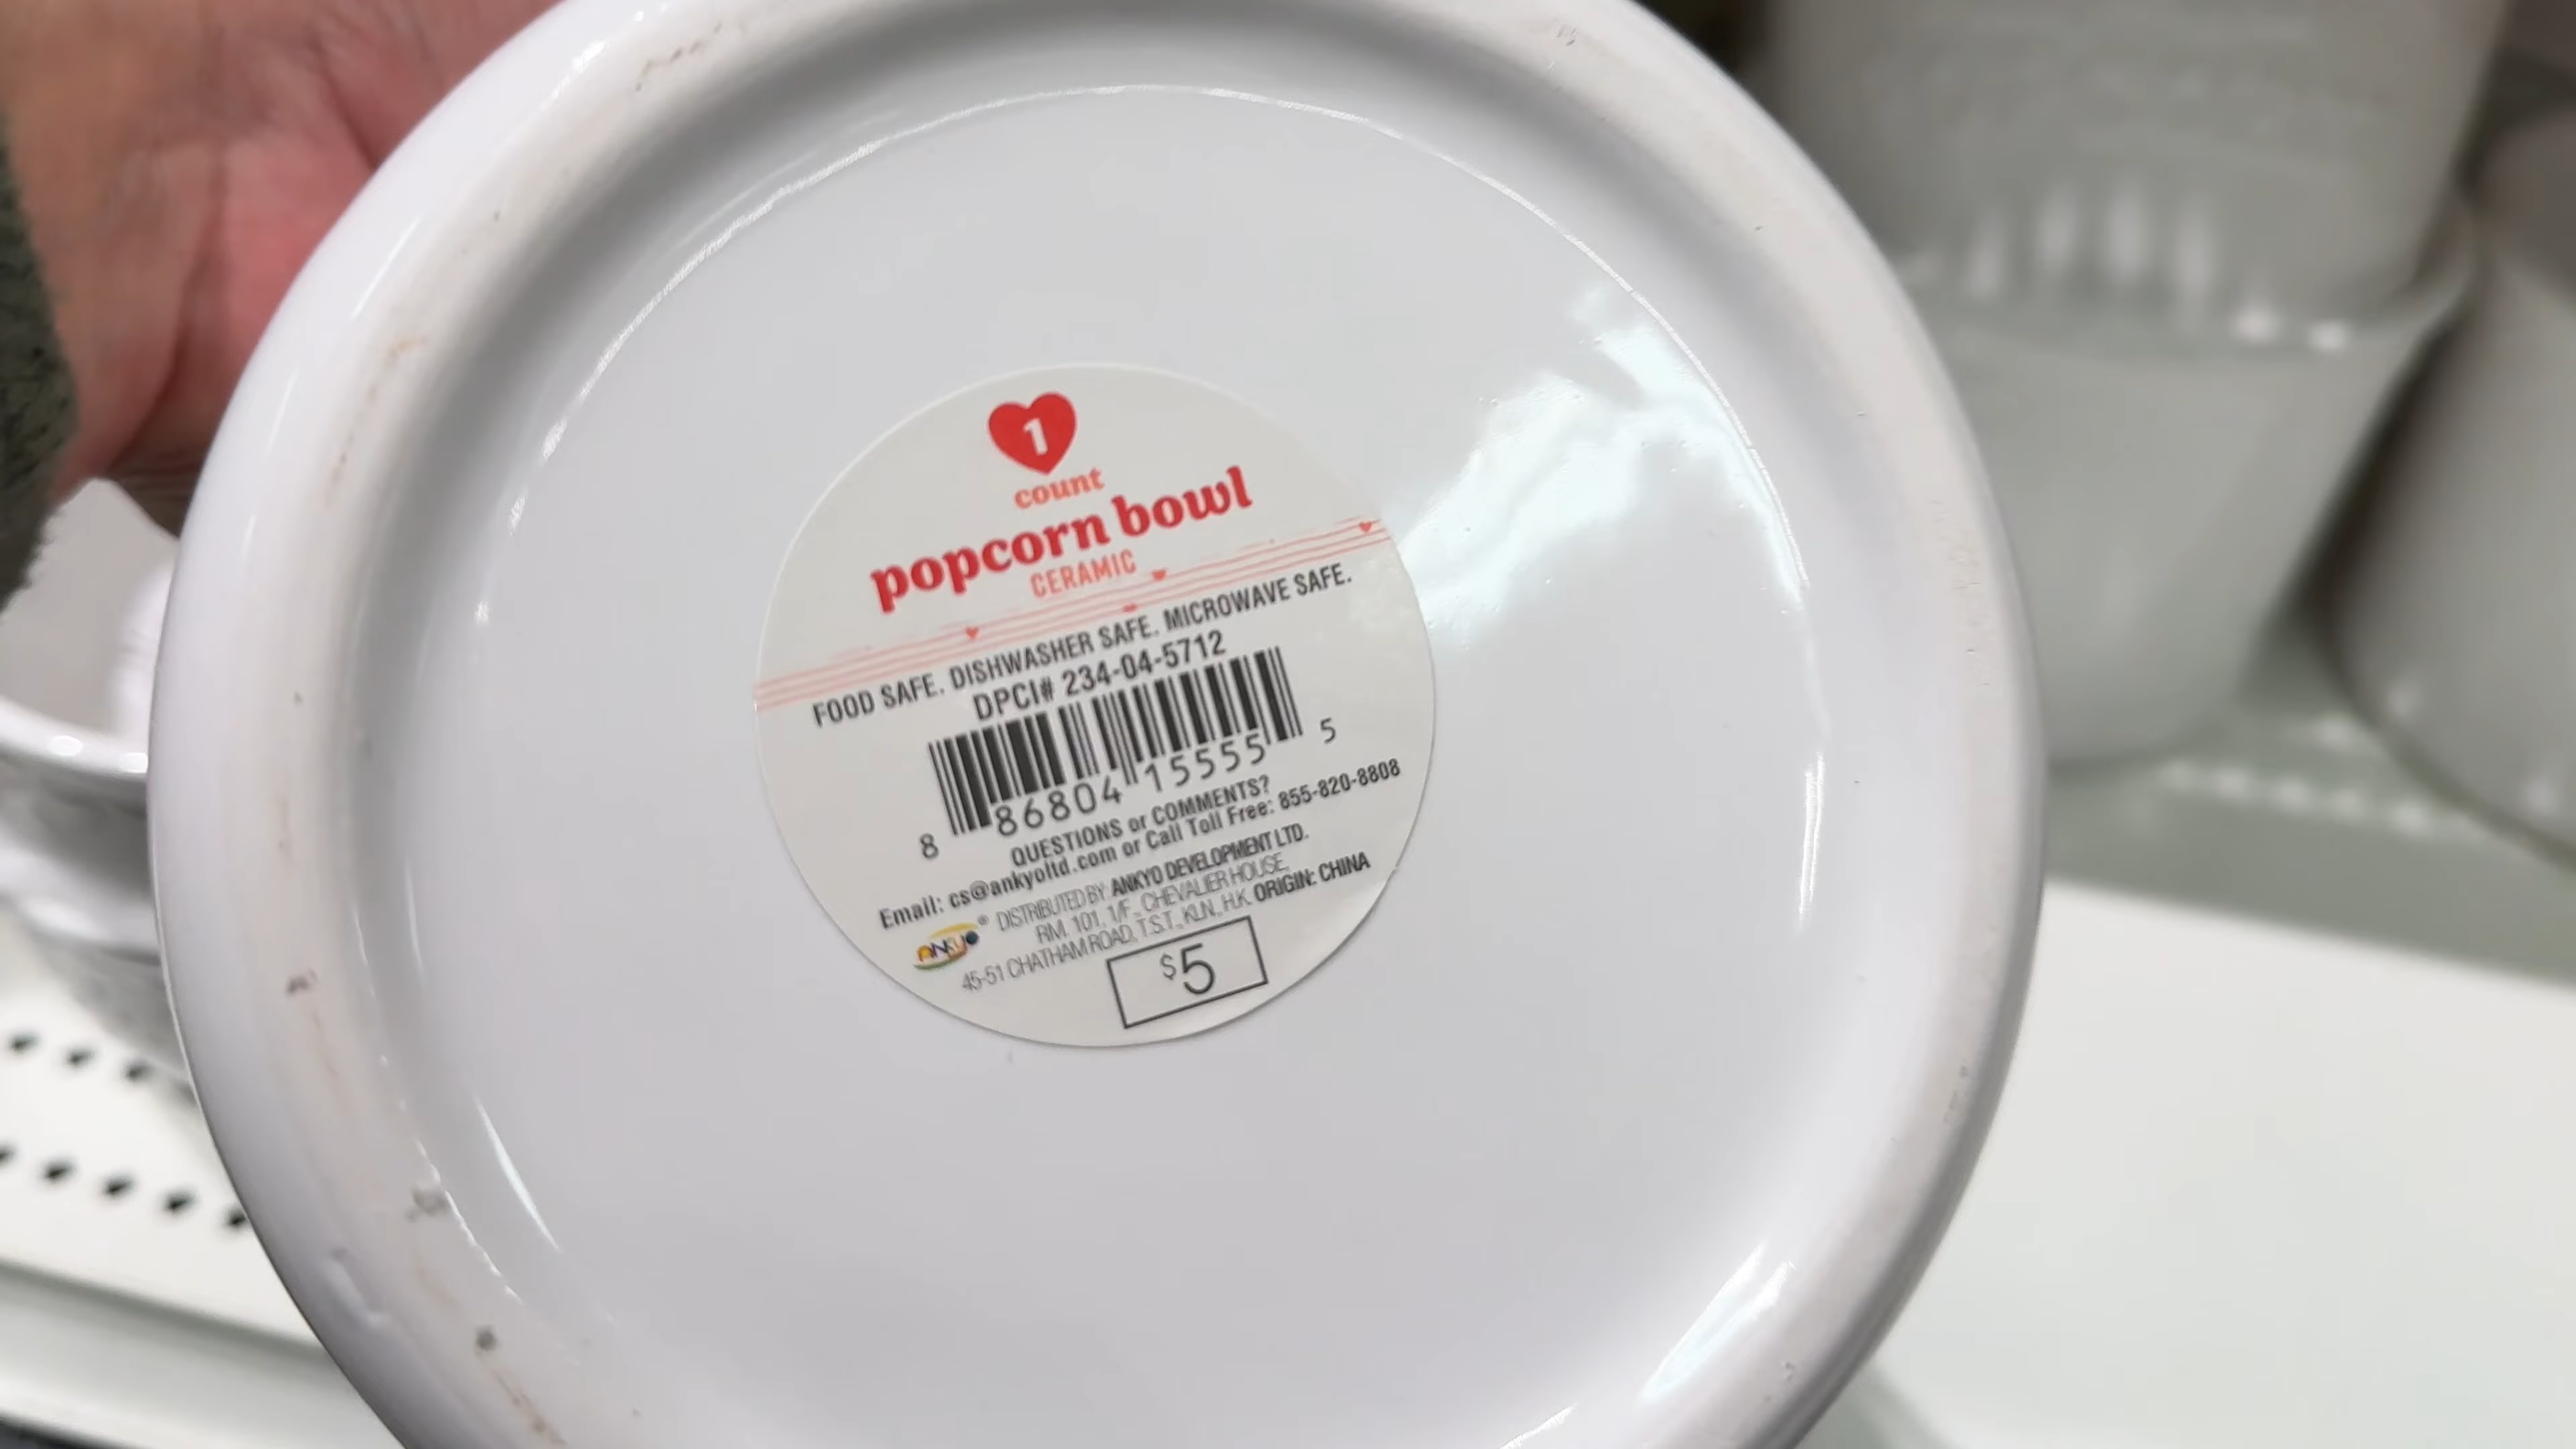 1
count
popcorn bowl
CERAMIC
FOOD SAFE. DISHWASHER SAFE. MICROWAVE SAFE.
DPCI# 234-04-5712
8 86804 15555 5
QUESTIONS or COMMENTS?
Email: cs@ankyoltd.com or Call Toll Free: 855-820-8808
ANKYO ® DISTRIBUTED BY: ANKYO DEVELOPMENT LTD.
RM. 101, 1/F., CHEVALIER HOUSE,
45-51 CHATHAM ROAD, T.S.T., KLN., H.K. ORIGIN: CHINA
$5